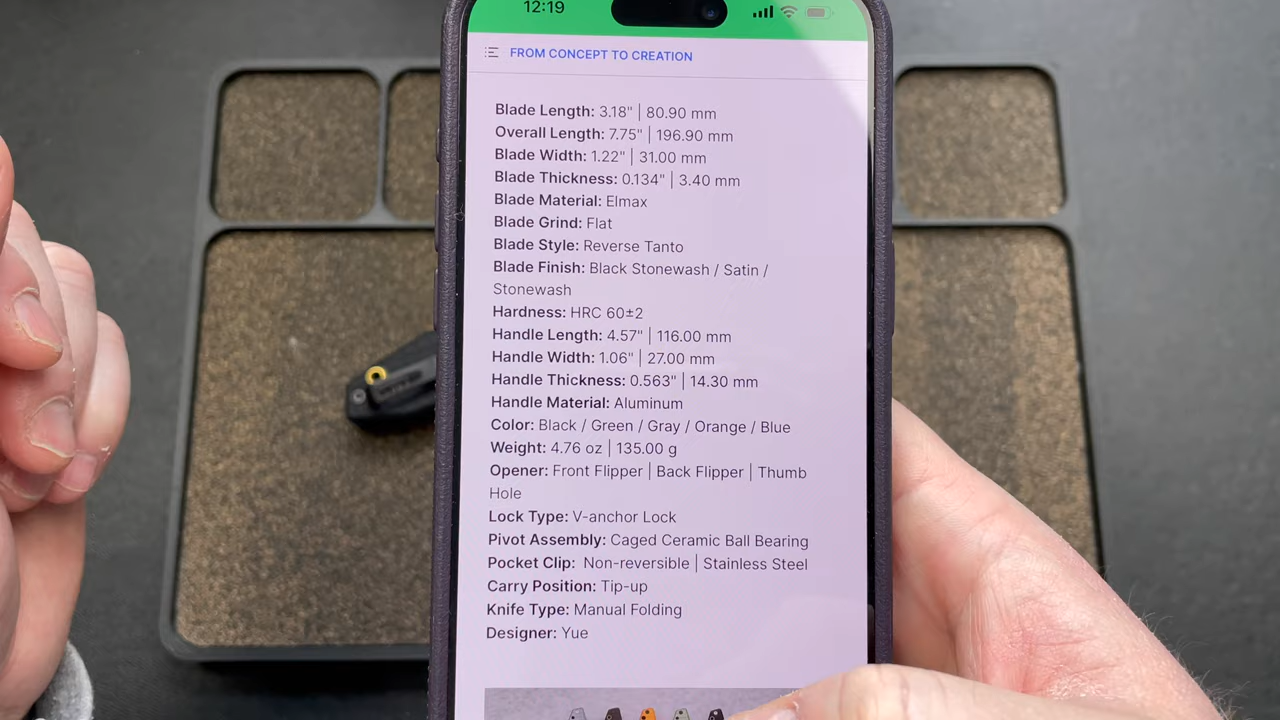 12:19
FROM CONCEPT TO CREATION
Blade Length: 3.18" | 80.90 mm
Overall Length: 7.75" | 196.90 mm
Blade Width: 1.22" | 31.00 mm
Blade Thickness: 0.134" | 3.40 mm
Blade Material: Elmax
Blade Grind: Flat
Blade Style: Reverse Tanto
Blade Finish: Black Stonewash / Satin /
Stonewash
Hardness: HRC 60±2
Handle Length: 4.57" | 116.00 mm
Handle Width: 1.06" | 27.00 mm
Handle Thickness: 0.563" | 14.30 mm
Handle Material: Aluminum
Color: Black / Green / Gray / Orange / Blue
Weight: 4.76 oz | 135.00 g
Opener: Front Flipper | Back Flipper | Thumb
Hole
Lock Type: V-anchor Lock
Pivot Assembly: Caged Ceramic Ball Bearing
Pocket Clip: Non-reversible | Stainless Steel
Carry Position: Tip-up
Knife Type: Manual Folding
Designer: Yue